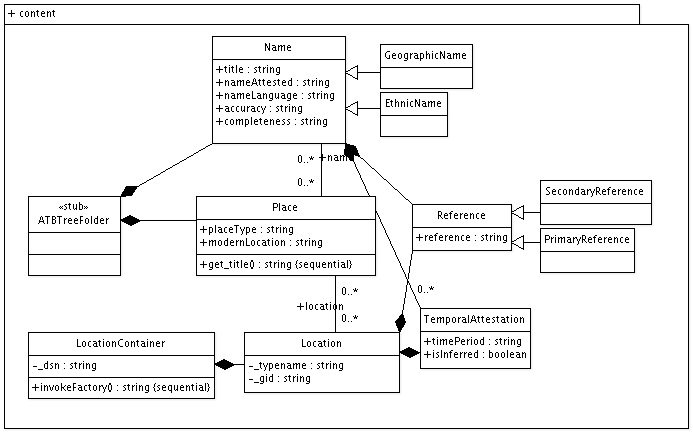 + content
Name
+title : string
+nameAttested : string
+nameLanguage : string
+accuracy : string
+completeness : string
GeographicName
EthnicName
0..*
+name
0..*
«stub»
ATBTreeFolder
Place
+placeType : string
+modernLocation : string
+get_title() : string {sequential}
Reference
+reference : string
SecondaryReference
PrimaryReference
0..*
0..*
+location
0..*
TemporalAttestation
+timePeriod : string
+isInferred : boolean
LocationContainer
-_dsn : string
+invokeFactory() : string {sequential}
Location
-_typename : string
-_gid : string